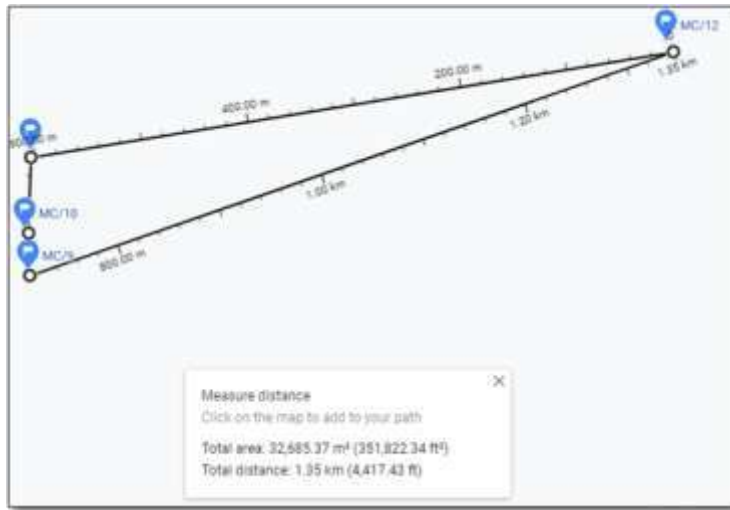 MC/12
200.00 m
1.35 km
400.00 m
1.20 km
1.00 km
MC/10
MC/9
800.00 m
Measure distance
Click on the map to add to your path
Total area: 32,685.37 m² (351,822.34 ft²)
Total distance: 1.35 km (4,417.43 ft)